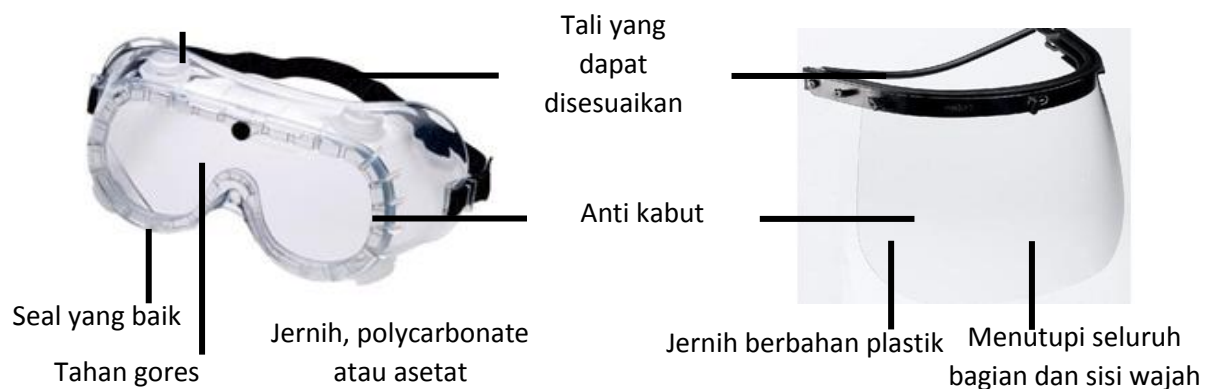 Tali yang
dapat
disesuaikan
Anti kabut
Seal yang baik
Tahan gores
Jernih, polycarbonate
atau asetat
Jernih berbahan plastik
Menutupi seluruh
bagian dan sisi wajah